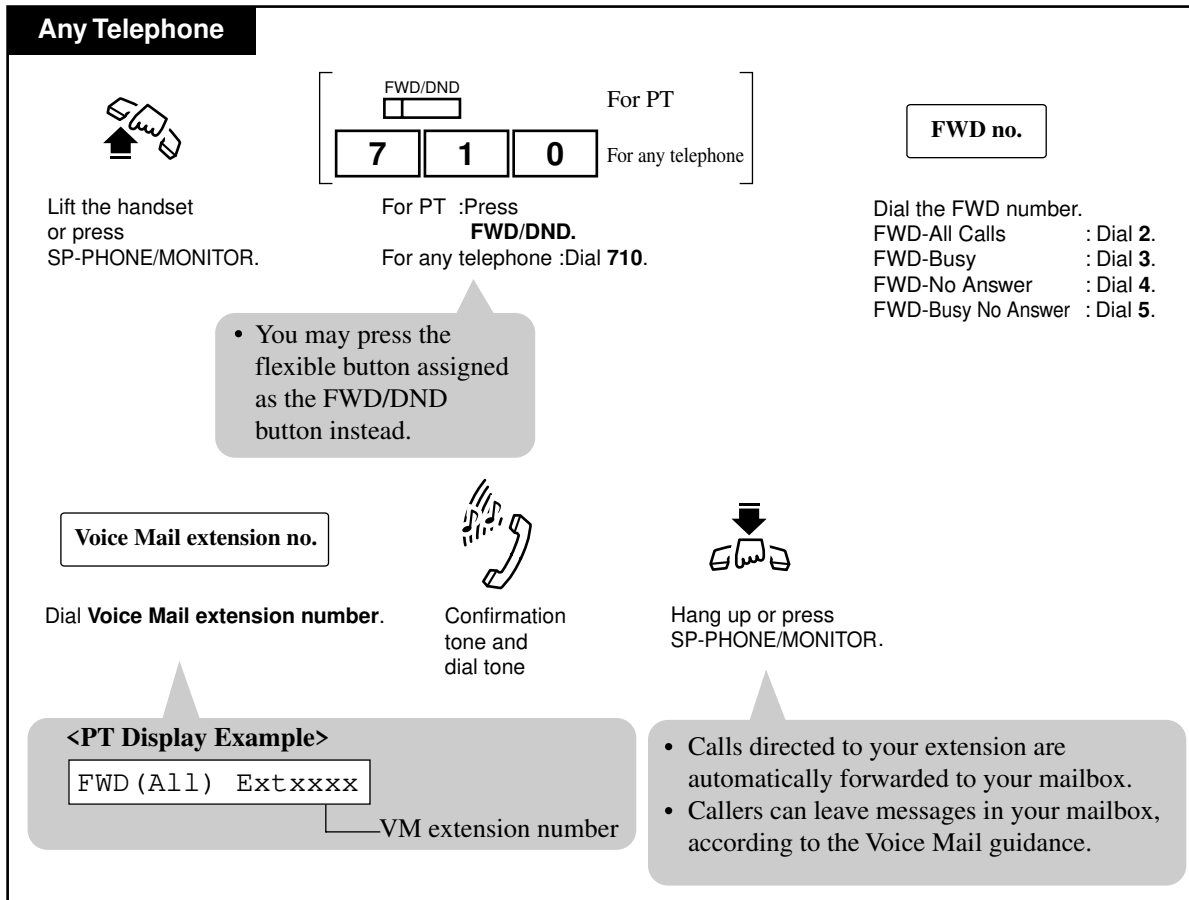 Any Telephone
FWD/DND
For PT
7 1 0 For any telephone
FWD no.
Lift the handset
or press
SP-PHONE/MONITOR.
For PT :Press
FWD/DND.
For any telephone :Dial 710.
Dial the FWD number.
FWD-All Calls : Dial 2.
FWD-Busy : Dial 3.
FWD-No Answer : Dial 4.
FWD-Busy No Answer : Dial 5.
• You may press the
flexible button assigned
as the FWD/DND
button instead.
Voice Mail extension no.
Dial Voice Mail extension number.
Confirmation
tone and
dial tone
Hang up or press
SP-PHONE/MONITOR.
<PT Display Example>
FWD(All) Extxxxx
VM extension number
• Calls directed to your extension are
automatically forwarded to your mailbox.
• Callers can leave messages in your mailbox,
according to the Voice Mail guidance.